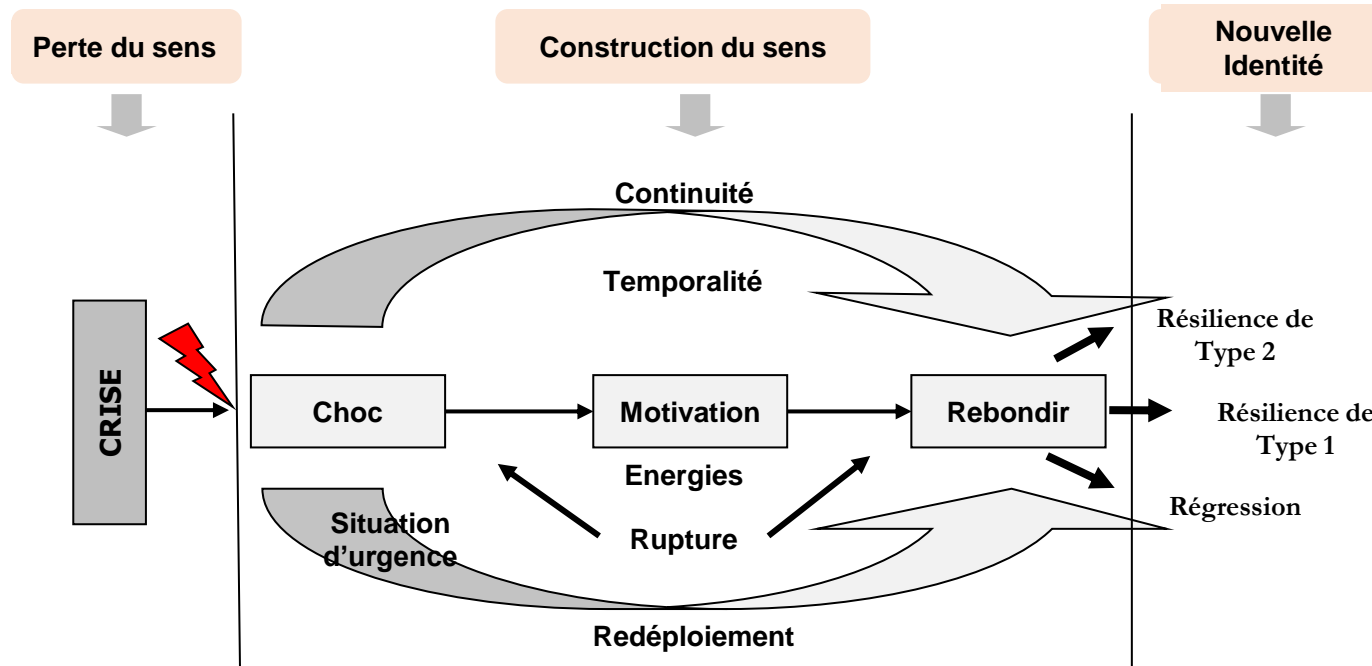 Perte du sens
Construction du sens
Nouvelle
Identité
Continuité
Temporalité
CRISE
Choc
Motivation
Rebondir
Résilience de
Type 2
Résilience de
Type 1
Régression
Energies
Situation
d'urgence
Rupture
Redéploiement